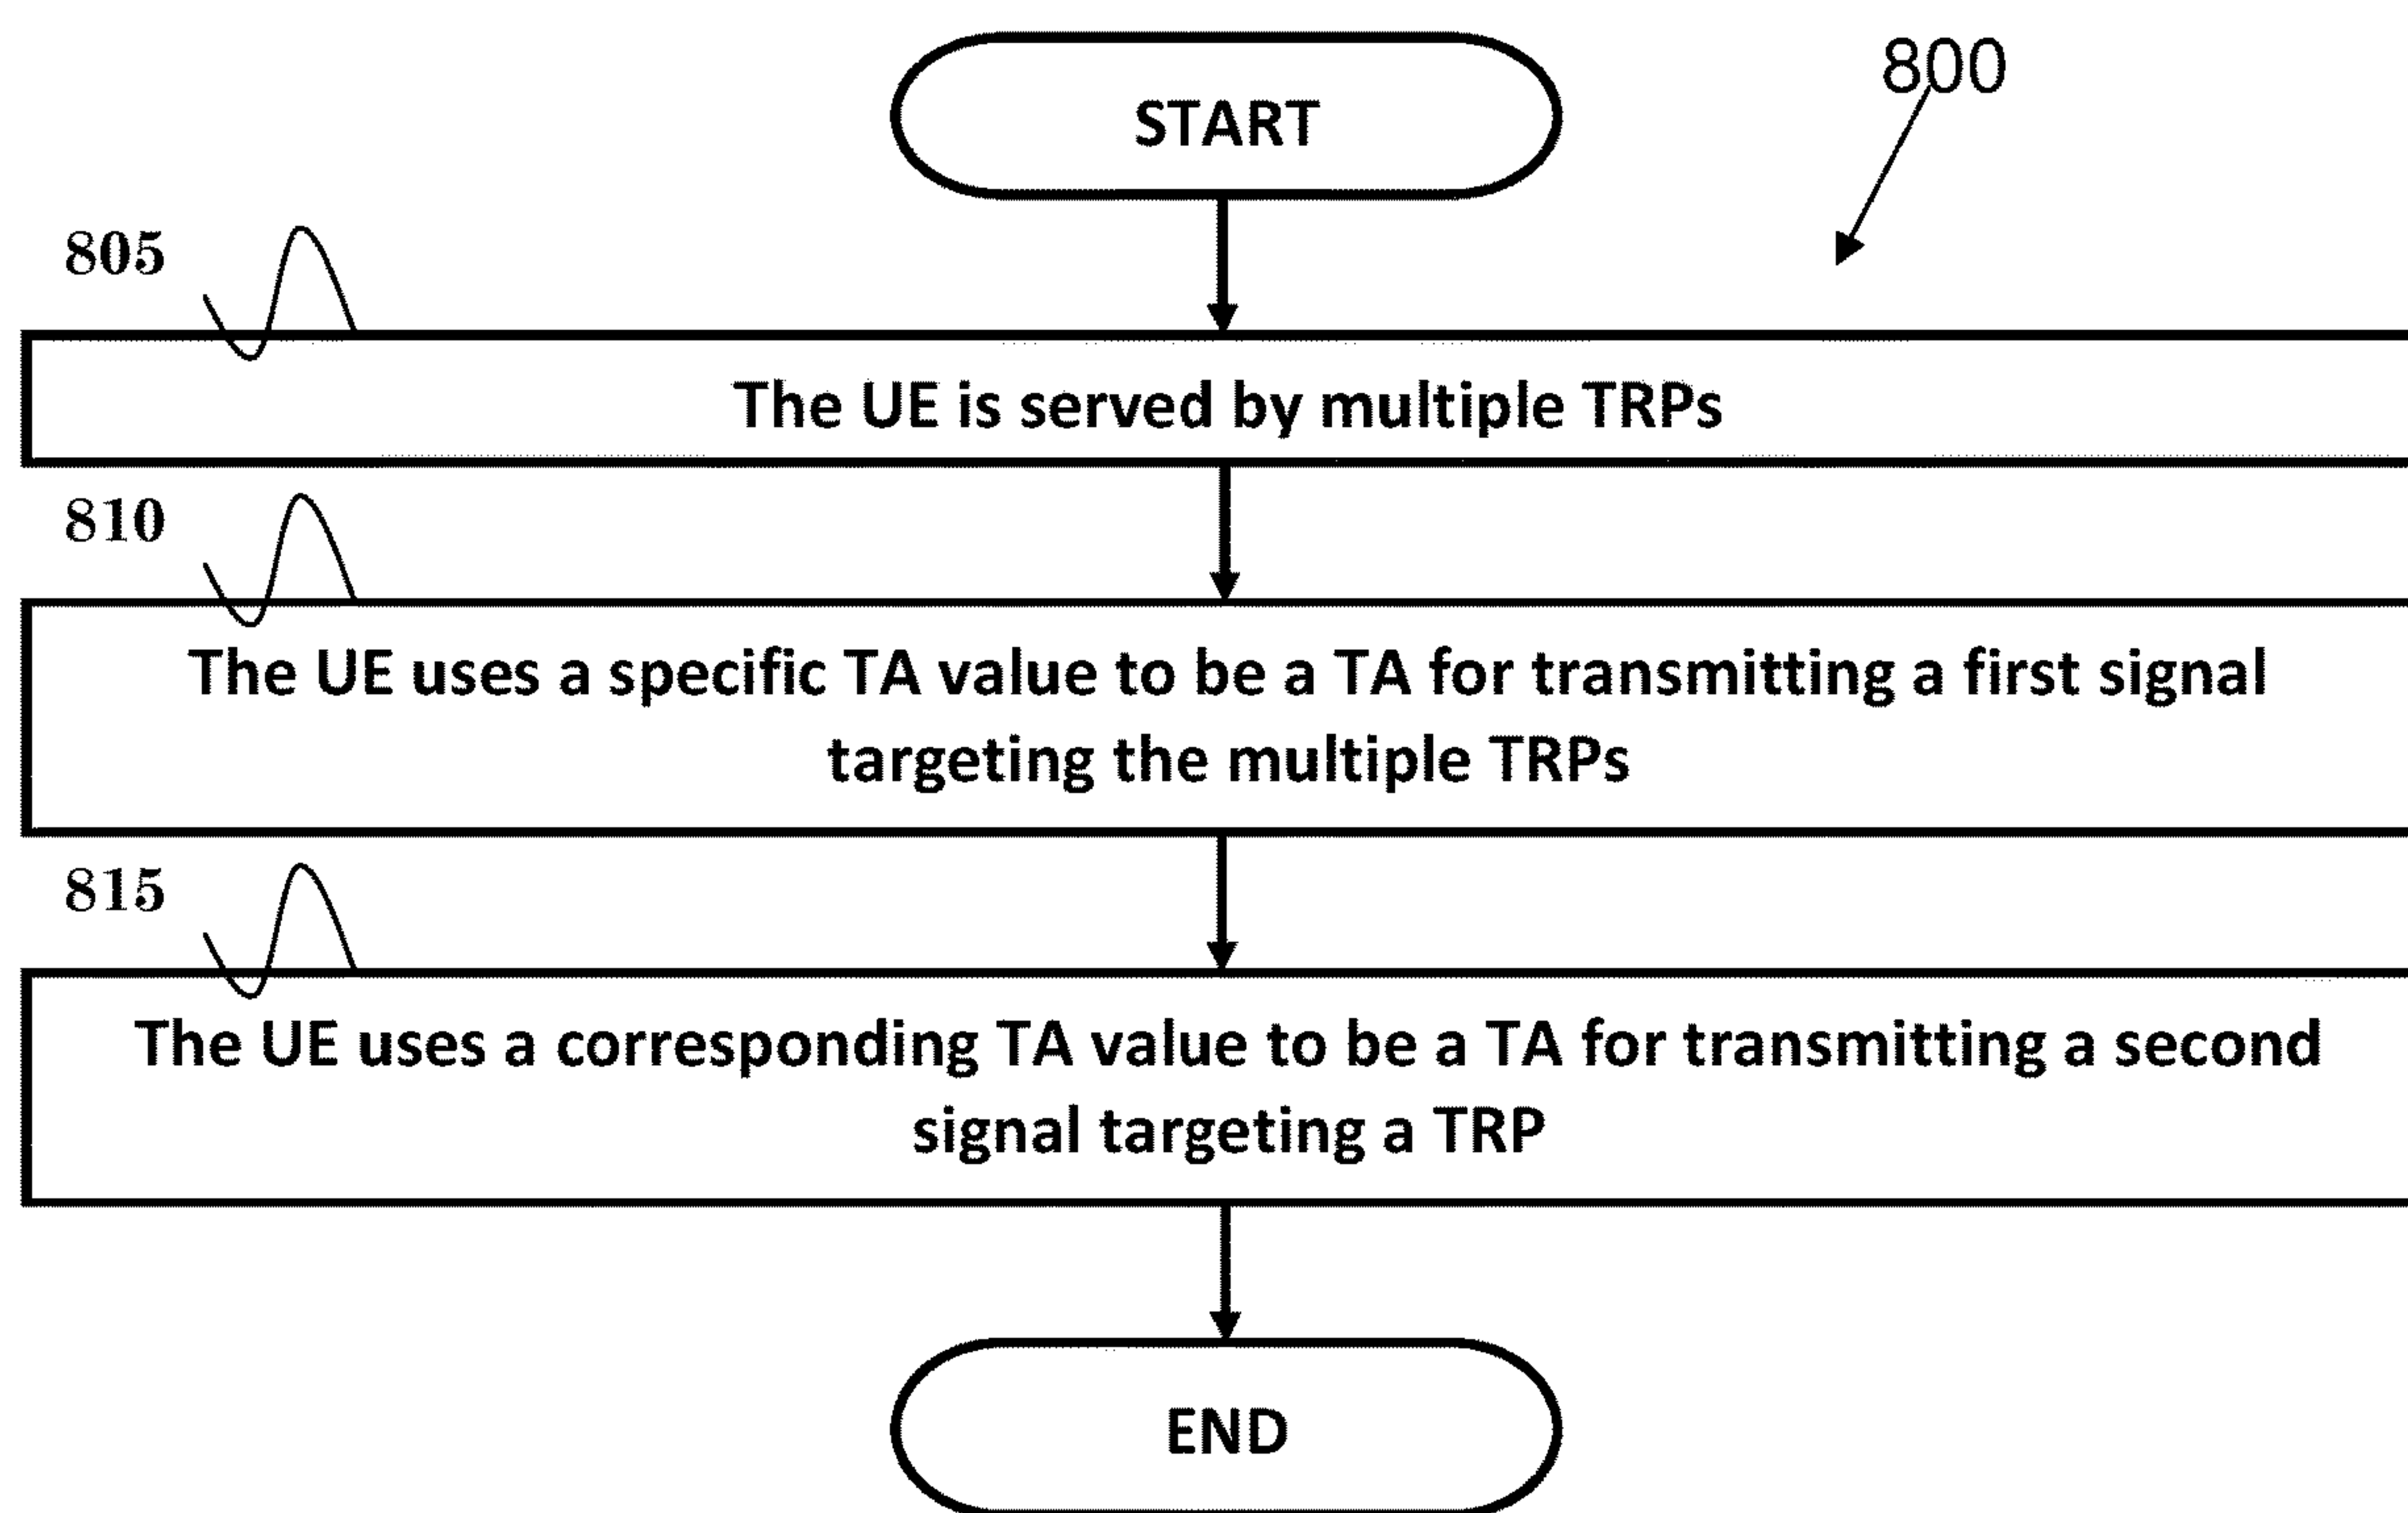 START
800
805
The UE is served by multiple TRPs
810
The UE uses a specific TA value to be a TA for transmitting a first signal
targeting the multiple TRPs
815
The UE uses a corresponding TA value to be a TA for transmitting a second
signal targeting a TRP
END